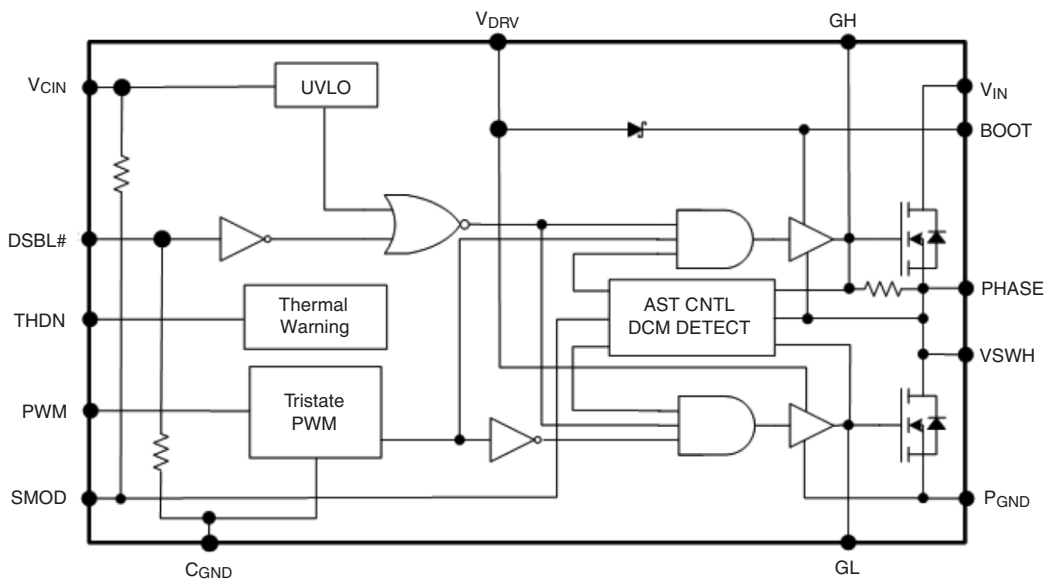 VDRV
GH
VCIN
UVLO
VIN
BOOT
DSBL#
THDN
Thermal
Warning
AST CNTL
DCM DETECT
PHASE
VSWH
PWM
Tristate
PWM
SMOD
PGND
CGND
GL